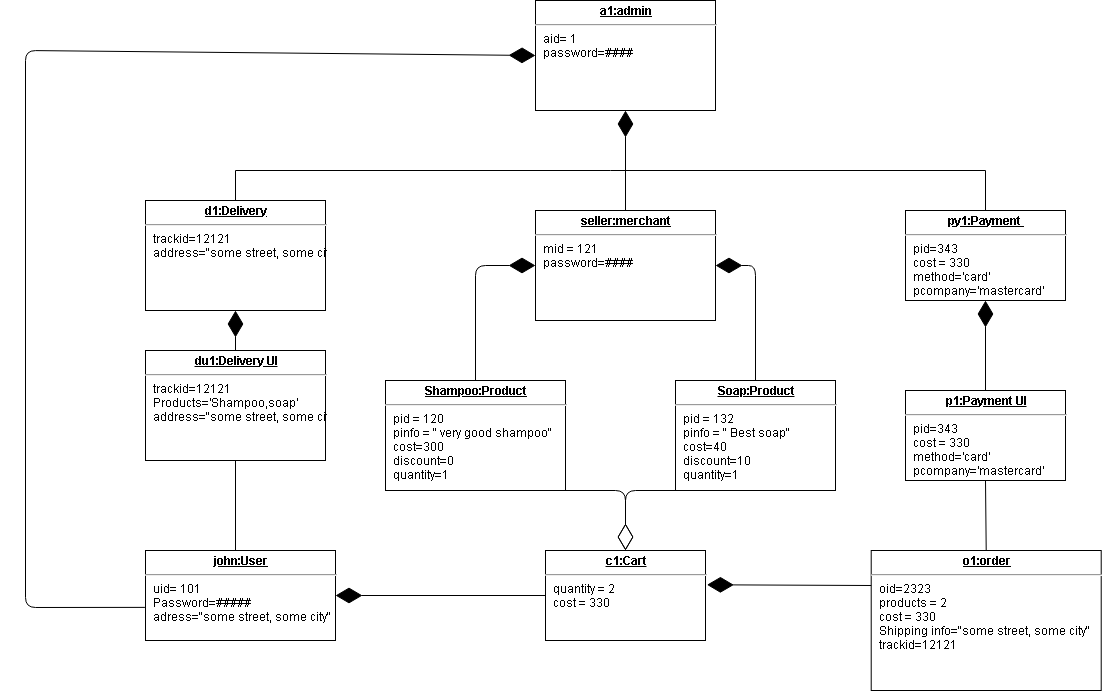 a1:admin
aid= 1
password=####
d1:Delivery
trackid=12121
address="some street, some cit
seller:merchant
mid = 121
password=####
py1:Payment
pid=343
cost = 330
method='card'
pcompany='mastercard'
du1:Delivery UI
trackid=12121
Products='Shampoo,soap'
address="some street, some cit
Shampoo:Product
pid = 120
pinfo = " very good shampoo"
cost=300
discount=0
quantity=1
Soap:Product
pid = 132
pinfo = " Best soap"
cost=40
discount=10
quantity=1
p1:Payment UI
pid=343
cost = 330
method='card'
pcompany='mastercard'
john:User
uid= 101
Password=#####
adress="some street, some city"
c1:Cart
quantity = 2
cost = 330
o1:order
oid=2323
products = 2
cost = 330
Shipping info="some street, some city"
trackid=12121